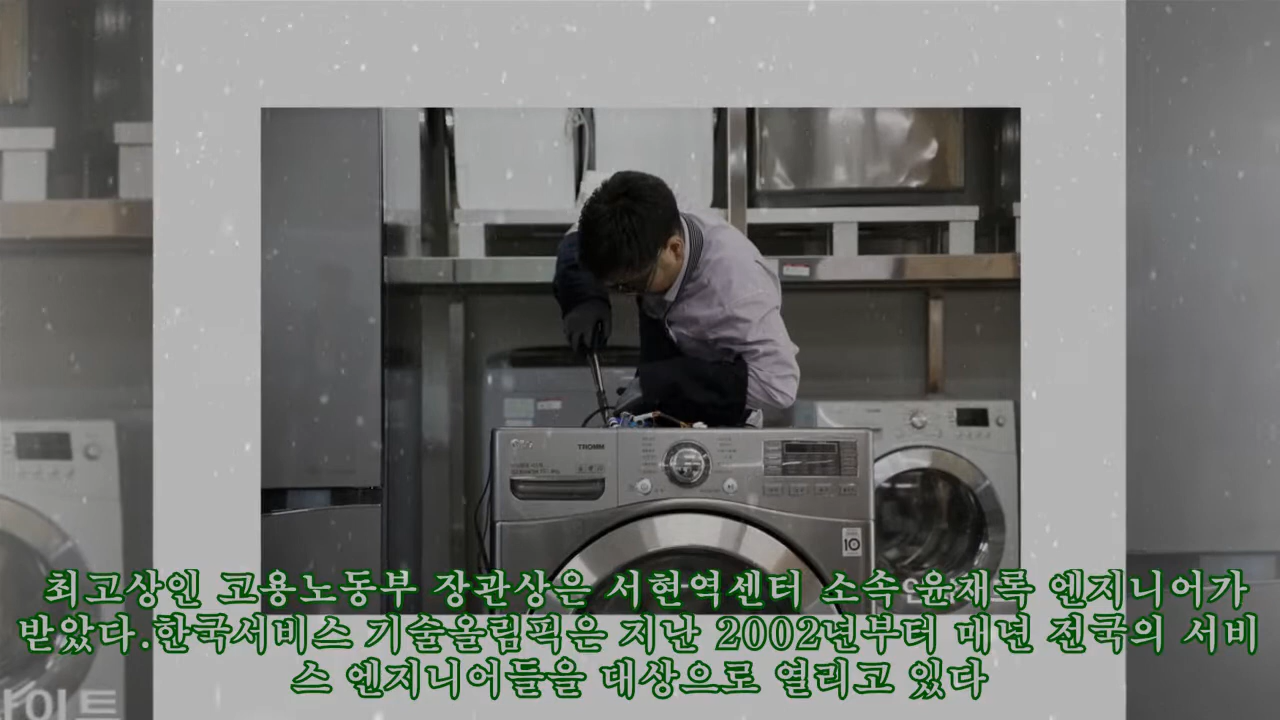 TROMM
10
최고상인 고용노동부 장관상은 서현역센터 소속 윤재록 엔지니어가
받았다.한국서비스 기술올림픽은 지난 2002년부터 매년 전국의 서비
스 엔지니어들을 대상으로 열리고 있다
이트